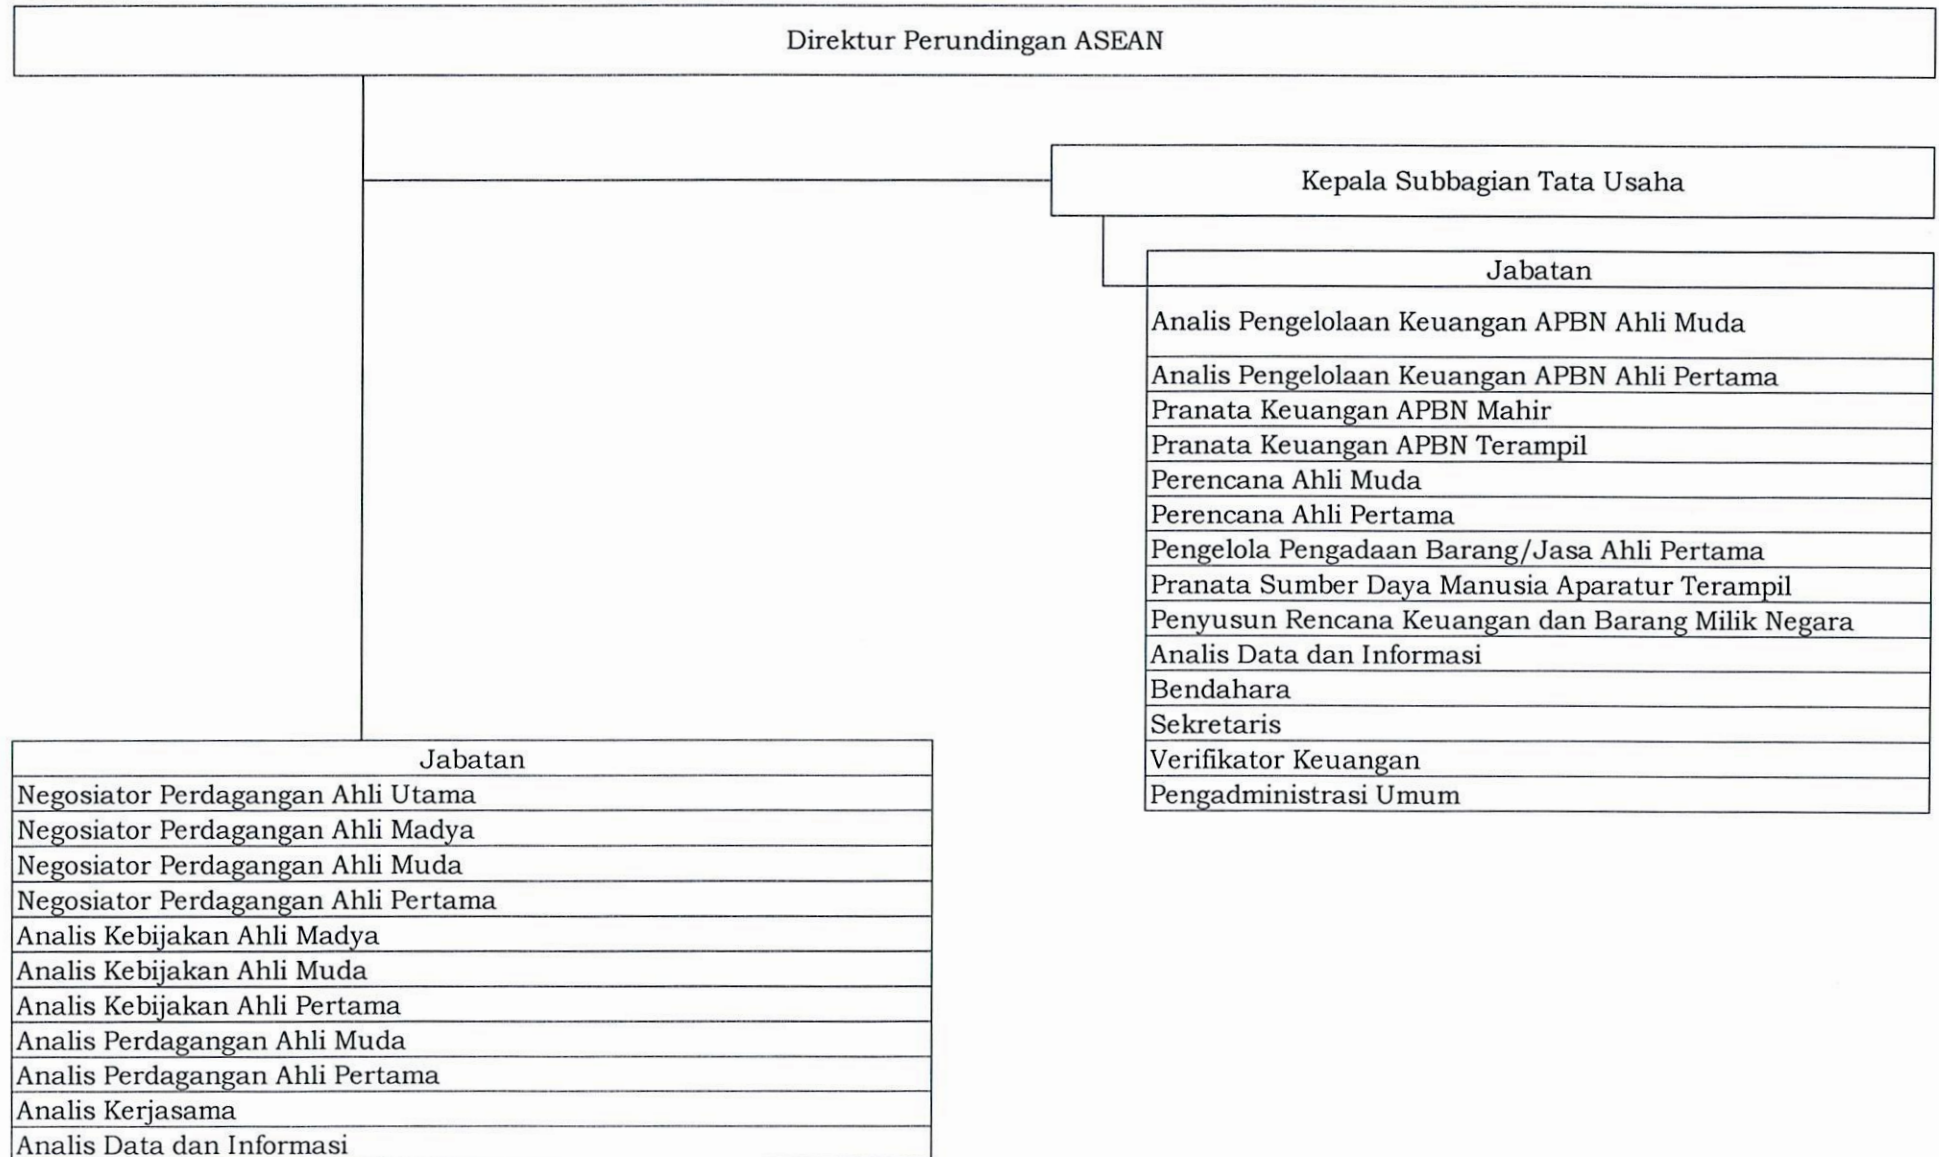 Direktur Perundingan ASEAN
Kepala Subbagian Tata Usaha
Jabatan
Analis Pengelolaan Keuangan APBN Ahli Muda
Analis Pengelolaan Keuangan APBN Ahli Pertama
Pranata Keuangan APBN Mahir
Pranata Keuangan APBN Terampil
Perencana Ahli Muda
Perencana Ahli Pertama
Pengelola Pengadaan Barang/Jasa Ahli Pertama
Pranata Sumber Daya Manusia Aparatur Terampil
Penyusun Rencana Keuangan dan Barang Milik Negara
Analis Data dan Informasi
Bendahara
Sekretaris
Verifikator Keuangan
Pengadministrasi Umum
Jabatan
Negosiator Perdagangan Ahli Utama
Negosiator Perdagangan Ahli Madya
Negosiator Perdagangan Ahli Muda
Negosiator Perdagangan Ahli Pertama
Analis Kebijakan Ahli Madya
Analis Kebijakan Ahli Muda
Analis Kebijakan Ahli Pertama
Analis Perdagangan Ahli Muda
Analis Perdagangan Ahli Pertama
Analis Kerjasama
Analis Data dan Informasi